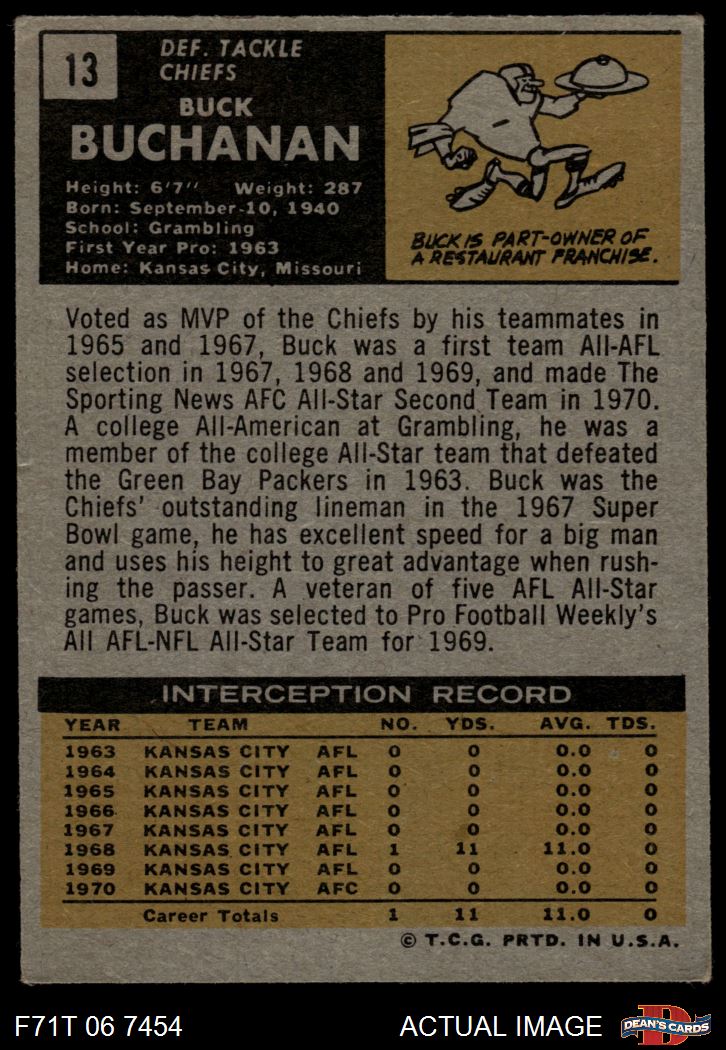 13
DEF. TACKLE
CHIEFS
BUCK
BUCHANAN
Height: 6'7" Weight: 287
Born: September 10, 1940
School: Grambling
First Year Pro: 1963
Home: Kansas City, Missouri
BUCK IS PART-OWNER OF
A RESTAURANT FRANCHISE.
Voted as MVP of the Chiefs by his teammates in
1965 and 1967, Buck was a first team All-AFL
selection in 1967, 1968 and 1969, and made The
Sporting News AFC All-Star Second Team in 1970.
A college All-American at Grambling, he was a
member of the college All-Star team that defeated
the Green Bay Packers in 1963. Buck was the
Chiefs' outstanding lineman in the 1967 Super
Bowl game, he has excellent speed for a big man
and uses his height to great advantage when rush-
ing the passer. A veteran of five AFL All-Star
games, Buck was selected to Pro Football Weekly's
All AFL-NFL All-Star Team for 1969.
INTERCEPTION RECORD
YEAR TEAM NO. YDS. AVG. TDS.
1963 KANSAS CITY AFL 0 0 0.0 0
1964 KANSAS CITY AFL 0 0 0.0 0
1965 KANSAS CITY AFL 0 0 0.0 0
1966 KANSAS CITY AFL 0 0 0.0 0
1967 KANSAS CITY AFL 0 0 0.0 0
1968 KANSAS CITY AFL 1 11 11.0 0
1969 KANSAS CITY AFL 0 0 0.0 0
1970 KANSAS CITY AFC 0 0 0.0 0
Career Totals 1 11 11.0 0
© T.C.G. PRTD. IN U.S.A.
F71T 06 7454 ACTUAL IMAGE
D
DEAN'S CARDS